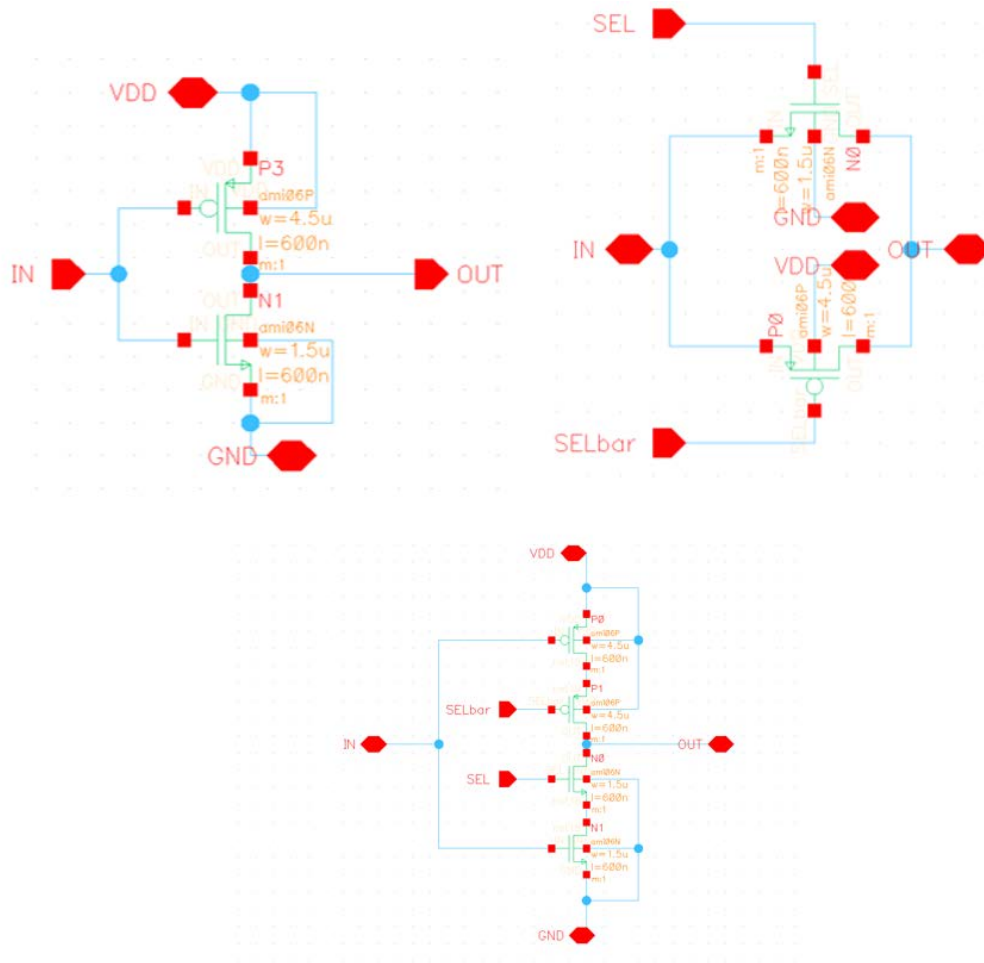 VDD
P3
ami06P
w=4.5u
l=600n
m:1
IN
OUT
N1
ami06N
w=1.5u
l=600n
m:1
GND
SEL
m:1
l=600n
w=1.5u
ami06N
N0
GND
IN
OUT
VDD
P0
ami06P
w=4.5u
l=600
m:1
SELbar
VDD
P0
ami06P
w=4.5u
l=600n
m:1
P1
SELbar
ami06P
w=4.5u
l=600n
m:1
IN
OUT
N0
SEL
ami06N
w=1.5u
l=600n
m:1
N1
ami06N
w=1.5u
l=600n
m:1
GND